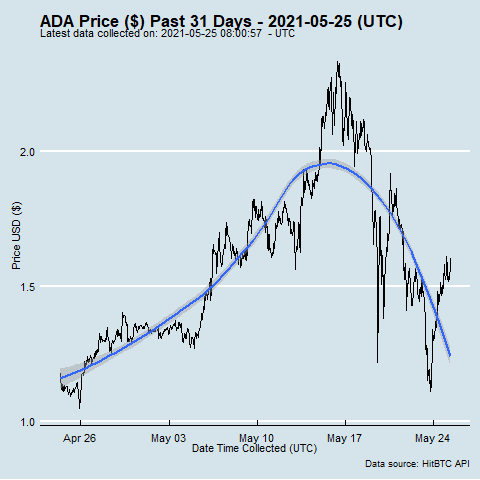 ADA Price ($) Past 31 Days - 2021-05-25 (UTC)
Latest data collected on: 2021-05-25 08:00:57  - UTC
2.0
1.5
1.0
Price USD ($)
Apr 26 May 03 May 10 May 17 May 24
Date Time Collected (UTC)
Data source: HitBTC API